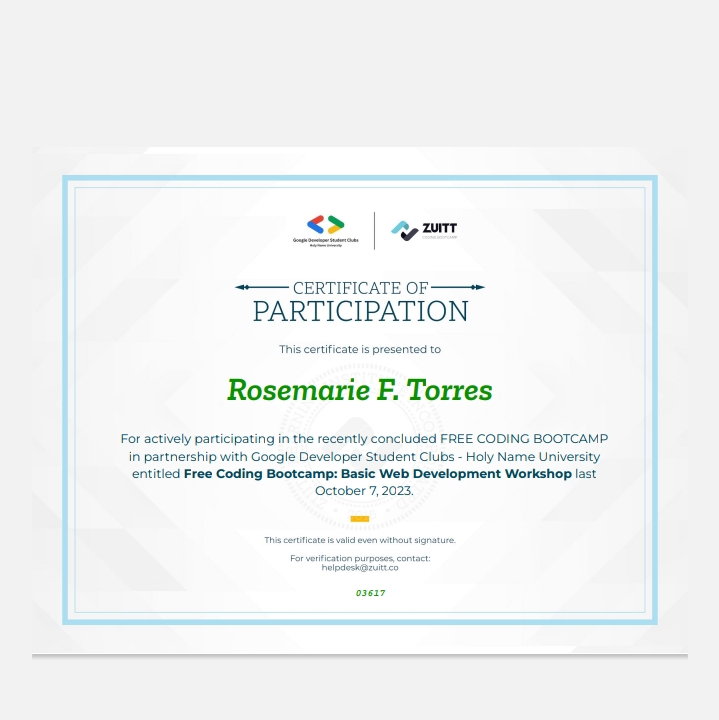 Google Developer Student Clubs
Holy Name University
ZUITT
CODING BOOTCAMP
CERTIFICATE OF
PARTICIPATION
This certificate is presented to
Rosemarie F. Torres
For actively participating in the recently concluded FREE CODING BOOTCAMP
in partnership with Google Developer Student Clubs - Holy Name University
entitled Free Coding Bootcamp: Basic Web Development Workshop last
October 7, 2023.
This certificate is valid even without signature.
For verification purposes, contact:
helpdesk@zuitt.co
03617